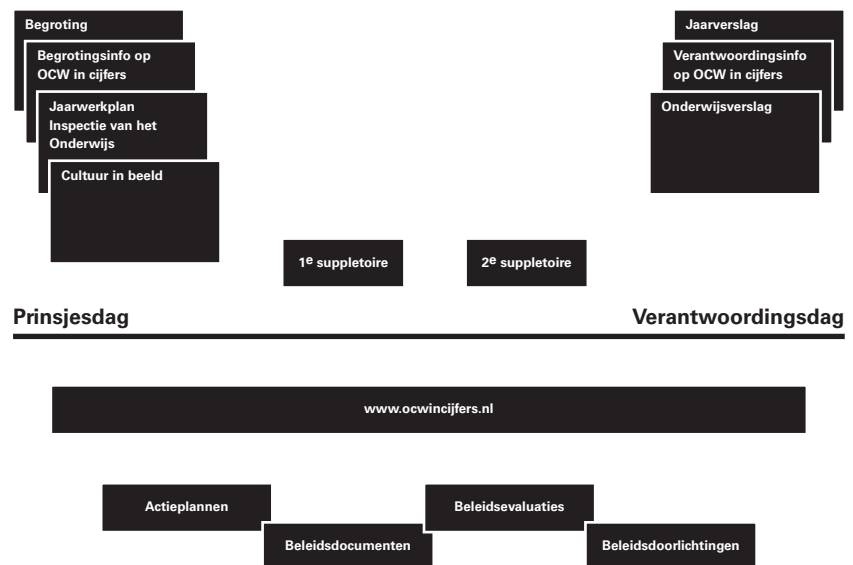 Begroting
Begrotingsinfo op
OCW in cijfers
Jaarwerkplan
Inspectie van het
Onderwijs
Cultuur in beeld
Jaarverslag
Verantwoordingsinfo
op OCW in cijfers
Onderwijsverslag
1e suppletoire
2e suppletoire
Prinsjesdag
Verantwoordingsdag
www.ocwincijfers.nl
Actieplannen
Beleidsdocumenten
Beleidsevaluaties
Beleidsdoorlichtingen